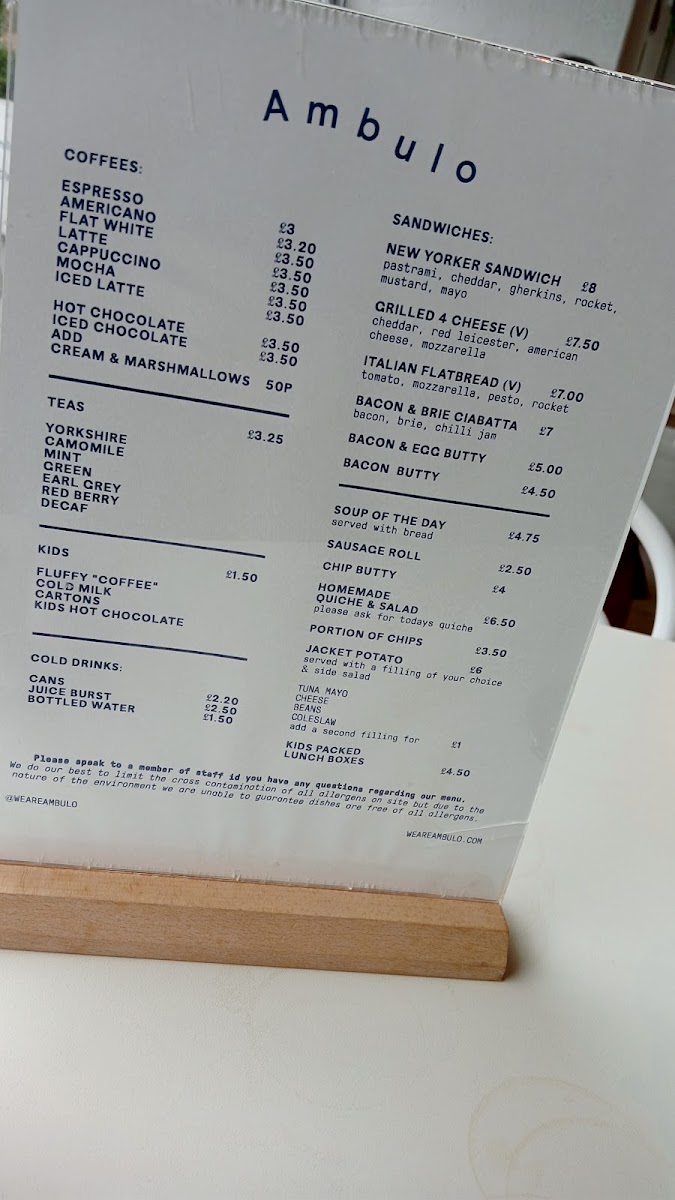 Ambulo
COFFEES:
ESPRESSO £3
AMERICANO £3.20
FLAT WHITE £3.50
LATTE £3.50
CAPPUCCINO £3.50
MOCHA £3.50
ICED LATTE £3.50
HOT CHOCOLATE £3.50
ICED CHOCOLATE £3.50
ADD
CREAM & MARSHMALLOWS 50P
TEAS
YORKSHIRE £3.25
CAMOMILE
MINT
GREEN
EARL GREY
RED BERRY
DECAF
KIDS
FLUFFY "COFFEE" £1.50
COLD MILK
CARTONS
KIDS HOT CHOCOLATE
COLD DRINKS:
CANS £2.20
JUICE BURST £2.50
BOTTLED WATER £1.50
SANDWICHES:
NEW YORKER SANDWICH £8
pastrami, cheddar, gherkins, rocket,
mustard, mayo
GRILLED 4 CHEESE (V) £7.50
cheddar, red leicester, american
cheese, mozzarella
ITALIAN FLATBREAD (V) £7.00
tomato, mozzarella, pesto, rocket
BACON & BRIE CIABATTA £7
bacon, brie, chilli jam
BACON & EGG BUTTY £5.00
BACON BUTTY £4.50
SOUP OF THE DAY £4.75
served with bread
SAUSAGE ROLL £2.50
CHIP BUTTY £4
HOMEMADE
QUICHE & SALAD £6.50
please ask for todays quiche
PORTION OF CHIPS £3.50
JACKET POTATO £6
served with a filling of your choice
& side salad
TUNA MAYO
CHEESE
BEANS
COLESLAW
add a second filling for £1
KIDS PACKED
LUNCH BOXES £4.50
Please speak to a member of staff id you have any questions regarding our menu.
We do our best to limit the cross contamination of all allergens on site but due to the
nature of the environment we are unable to guarantee dishes are free of all allergens.
@WEAREAMBULO
WEAREAMBULO.COM